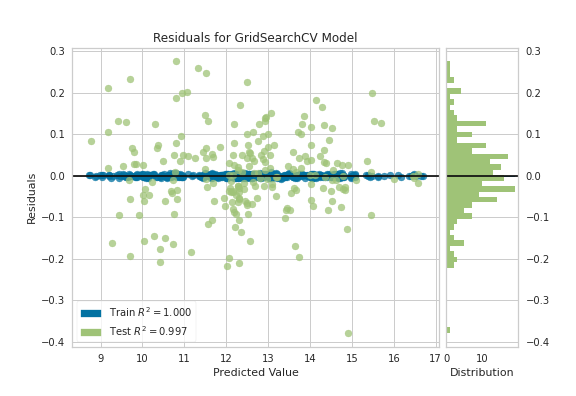 Residuals for GridSearchCV Model
0.3
0.2
0.1
0.0
−0.1
−0.2
−0.3
−0.4
Residuals
Train R² = 1.000
Test R² = 0.997
9 10 11 12 13 14 15 16 17
Predicted Value
0.3
0.2
0.1
0.0
−0.1
−0.2
−0.3
−0.4
0 10
Distribution